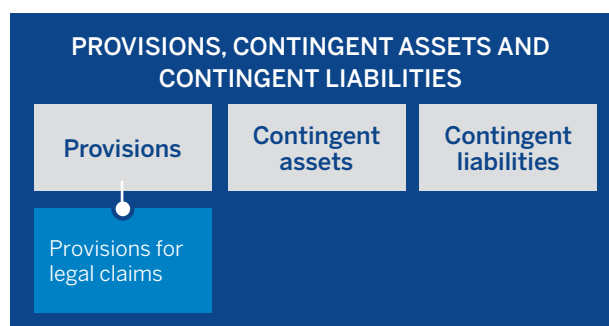 PROVISIONS, CONTINGENT ASSETS AND
CONTINGENT LIABILITIES
Provisions
Contingent
assets
Contingent
liabilities
Provisions for
legal claims